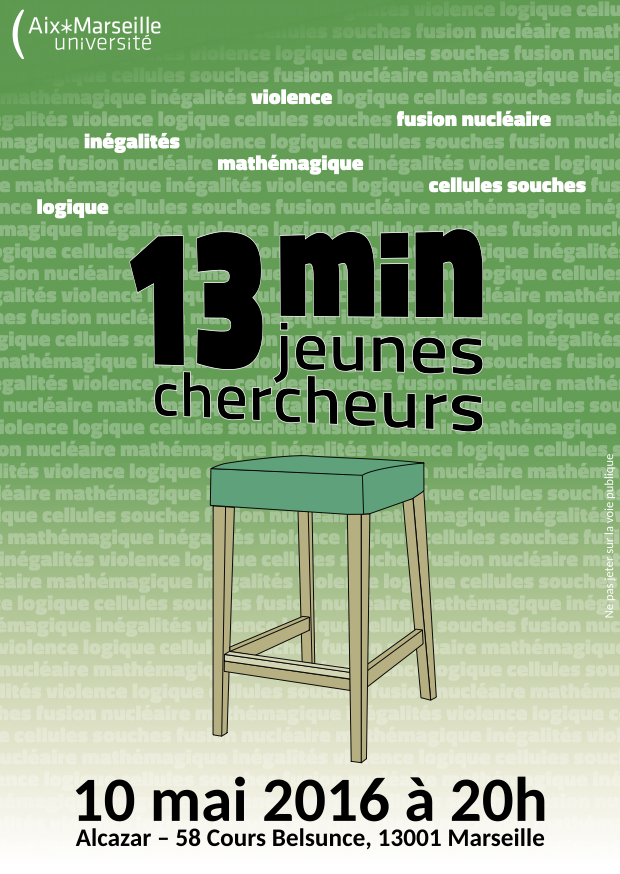 Aix*Marseille
université
violence
fusion nucléaire
inégalités
mathémagique
cellules souches
logique
13 min
jeunes
chercheurs
Ne pas jeter sur la voie publique
10 mai 2016 à 20h
Alcazar – 58 Cours Belsunce, 13001 Marseille